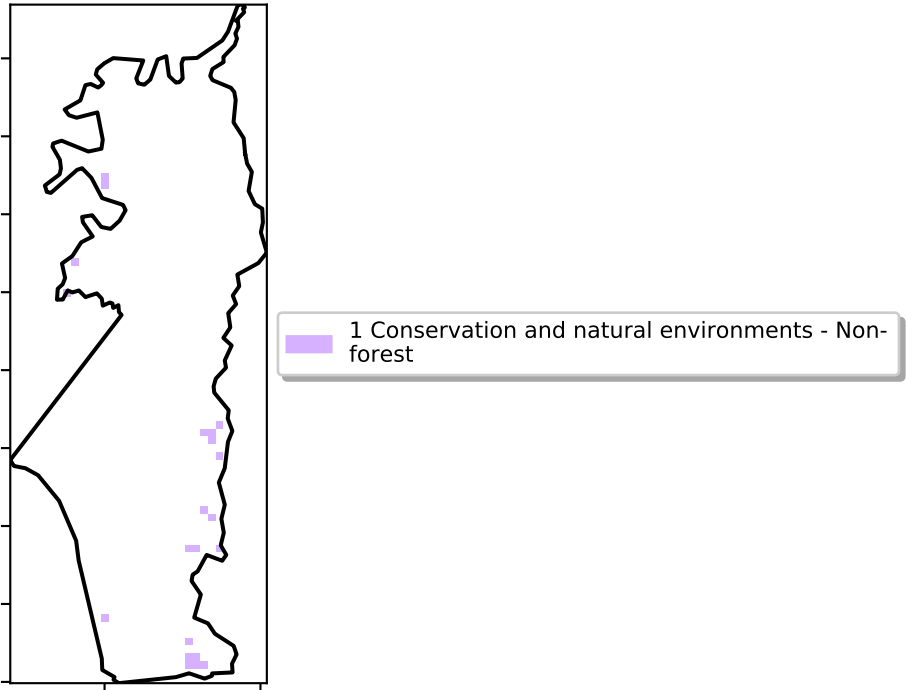 1 Conservation and natural environments - Non-
forest